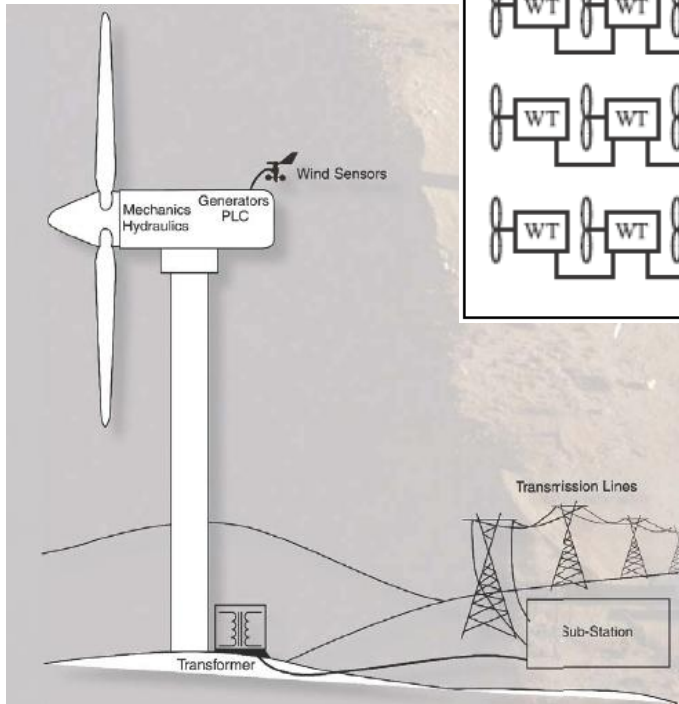 WT WT
WT WT
WT WT
Wind Sensors
Generators
PLC
Mechanics
Hydraulics
Transmission Lines
Sub-Station
Transformer